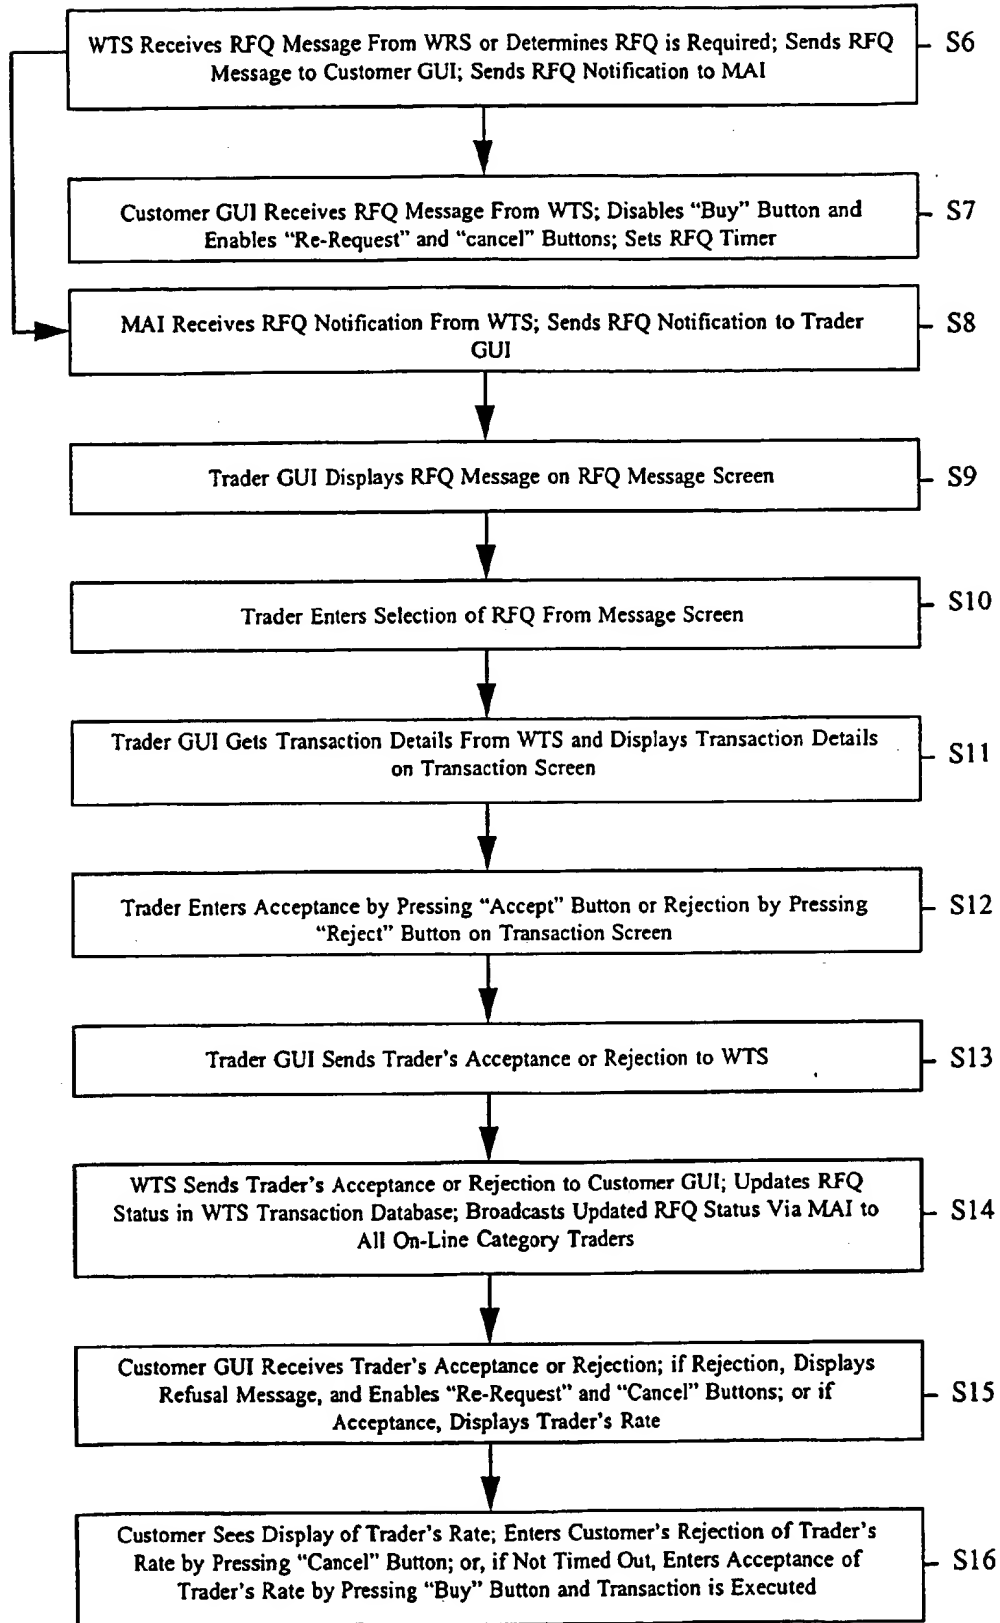 WTS Receives RFQ Message From WRS or Determines RFQ is Required; Sends RFQ
Message to Customer GUI; Sends RFQ Notification to MAI
S6
Customer GUI Receives RFQ Message From WTS; Disables “Buy” Button and
Enables “Re-Request” and “cancel” Buttons; Sets RFQ Timer
S7
MAI Receives RFQ Notification From WTS; Sends RFQ Notification to Trader
GUI
S8
Trader GUI Displays RFQ Message on RFQ Message Screen
S9
Trader Enters Selection of RFQ From Message Screen
S10
Trader GUI Gets Transaction Details From WTS and Displays Transaction Details
on Transaction Screen
S11
Trader Enters Acceptance by Pressing “Accept” Button or Rejection by Pressing
“Reject” Button on Transaction Screen
S12
Trader GUI Sends Trader's Acceptance or Rejection to WTS
S13
WTS Sends Trader's Acceptance or Rejection to Customer GUI; Updates RFQ
Status in WTS Transaction Database; Broadcasts Updated RFQ Status Via MAI to
All On-Line Category Traders
S14
Customer GUI Receives Trader's Acceptance or Rejection; if Rejection, Displays
Refusal Message, and Enables “Re-Request” and “Cancel” Buttons; or if
Acceptance, Displays Trader's Rate
S15
Customer Sees Display of Trader's Rate; Enters Customer's Rejection of Trader's
Rate by Pressing “Cancel” Button; or, if Not Timed Out, Enters Acceptance of
Trader's Rate by Pressing “Buy” Button and Transaction is Executed
S16